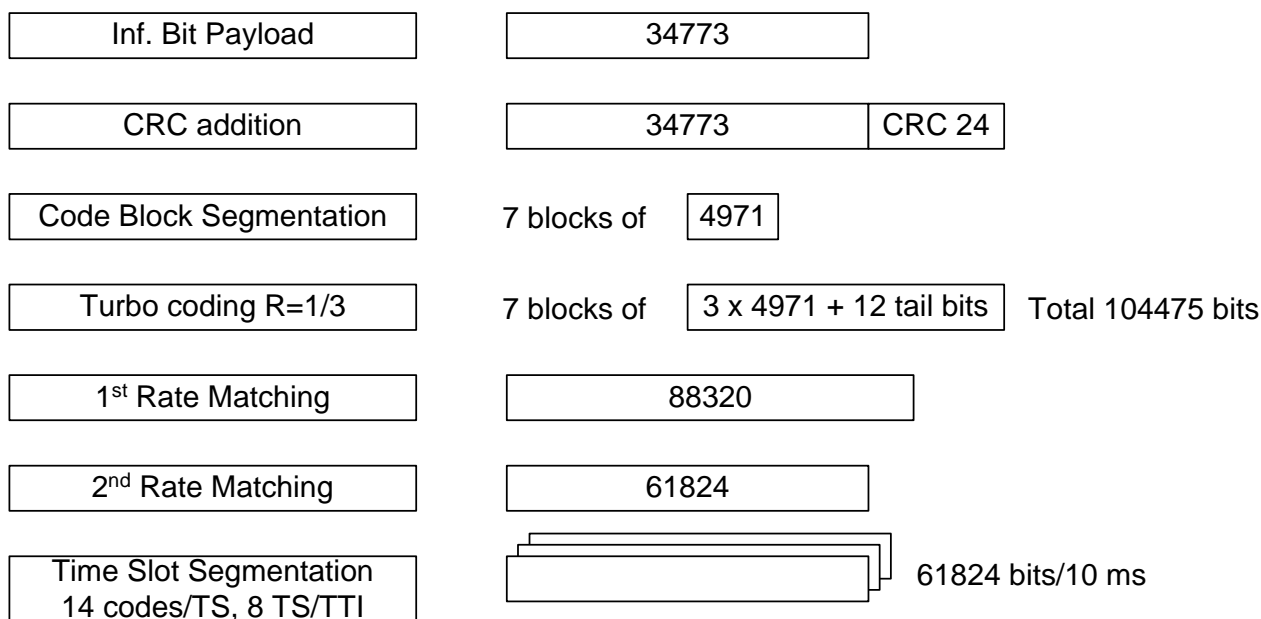 Inf. Bit Payload 34773
CRC addition 34773 CRC 24
Code Block Segmentation 7 blocks of 4971
Turbo coding R=1/3 7 blocks of 3 x 4971 + 12 tail bits Total 104475 bits
1st Rate Matching 88320
2nd Rate Matching 61824
Time Slot Segmentation
14 codes/TS, 8 TS/TTI
61824 bits/10 ms